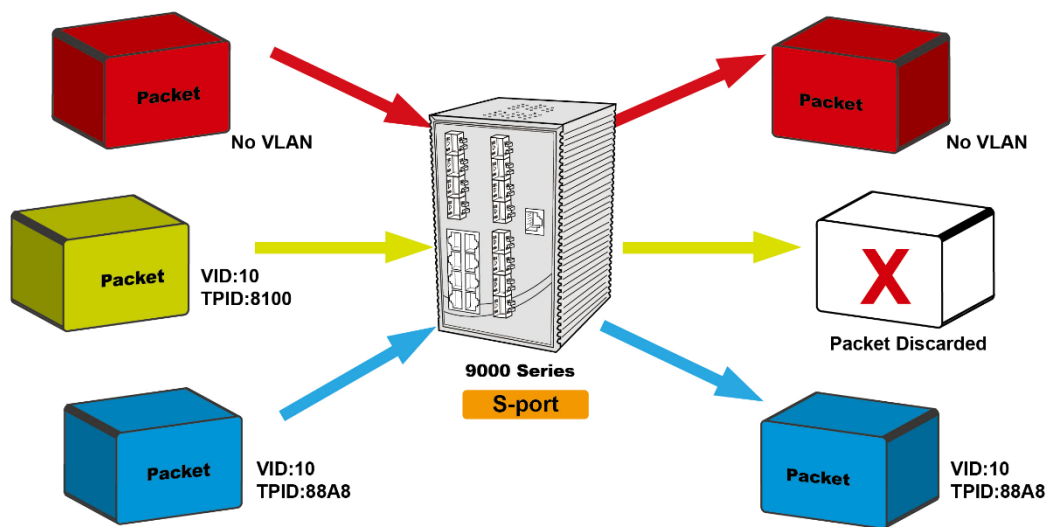 Packet
No VLAN
Packet
No VLAN
Packet
VID:10
TPID:8100
X
Packet Discarded
9000 Series
S-port
Packet
VID:10
TPID:88A8
Packet
VID:10
TPID:88A8